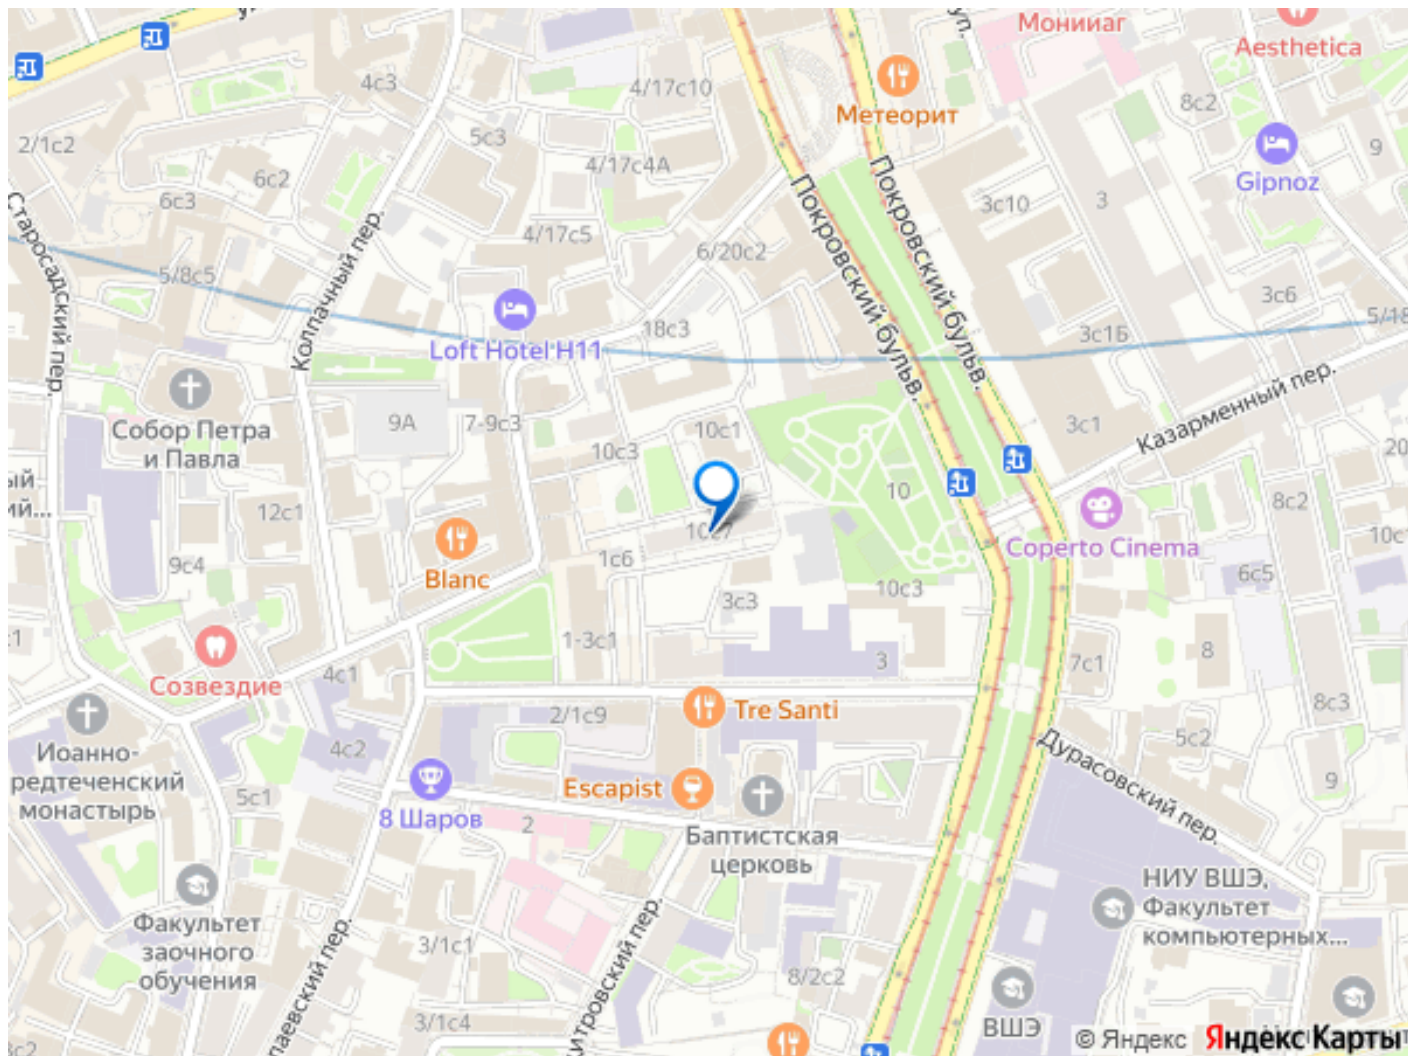 Монииаг
Aesthetica
4с3
4/17с10
Метеорит
8с2
2/1с2
5с3
9
6с2
4/17с4А
Gipnoz
6с3
3с10
3
Старосадский пер.
Колпачный пер.
4/17с5
6/20с2
Покровский бульв.
Покровский бульв.
5/8с5
3с6
18с3
3с1Б
Loft Hotel'H11
Казарменный пер.
9А
7-9с3
10с1
3с1
Собор Петра
и Павла
10с3
20
10
8с2
12с1
Blanc
1с6
Coperto Cinema
9с4
6с5
3с3
10с3
1-3с1
3
7с1
8
Созвездие
4с1
2/1с9
Tre Santi
8с3
Иоанно-
редтеченский
монастырь
4с2
5с2
Дурасовский пер.
5с1
Escapist
9
8 Шаров
2
Баптистская
церковь
Факультет
заочного
обучения
НИУ ВШЭ,
Факультет
компьютерных...
3/1с1
8/2с2
3/1с4
ВШЭ
© Яндекс
Яндекс Карты